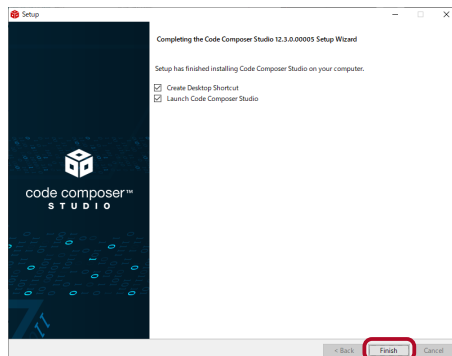 Setup
Completing the Code Composer Studio 12.3.0.00005 Setup Wizard
Setup has finished installing Code Composer Studio on your computer.
Create Desktop Shortcut
Launch Code Composer Studio
code composer™
STUDIO
< Back
Finish
Cancel